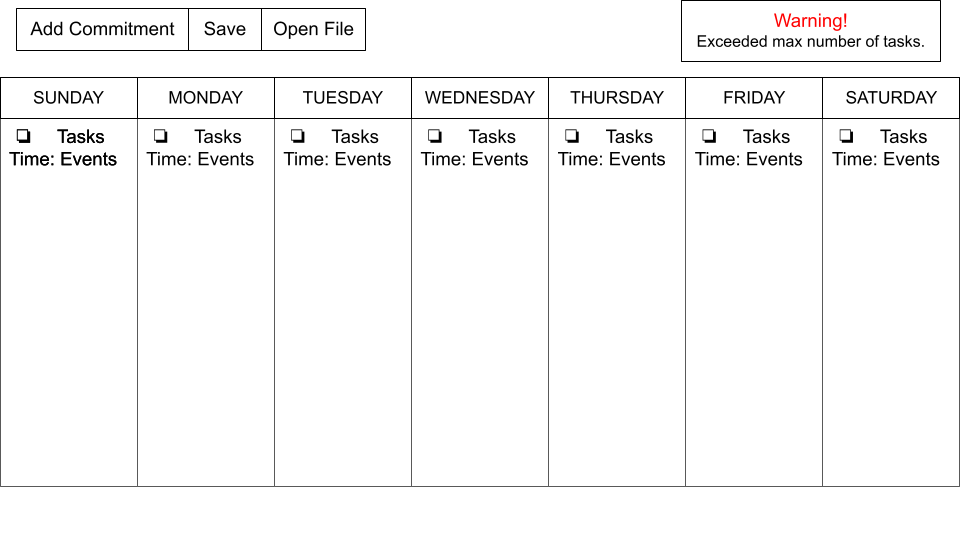 Add Commitment Save Open File
Warning!
Exceeded max number of tasks.
SUNDAY MONDAY TUESDAY WEDNESDAY THURSDAY FRIDAY SATURDAY
❏ Tasks ❏ Tasks ❏ Tasks ❏ Tasks ❏ Tasks ❏ Tasks ❏ Tasks
Time: Events Time: Events Time: Events Time: Events Time: Events Time: Events Time: Events